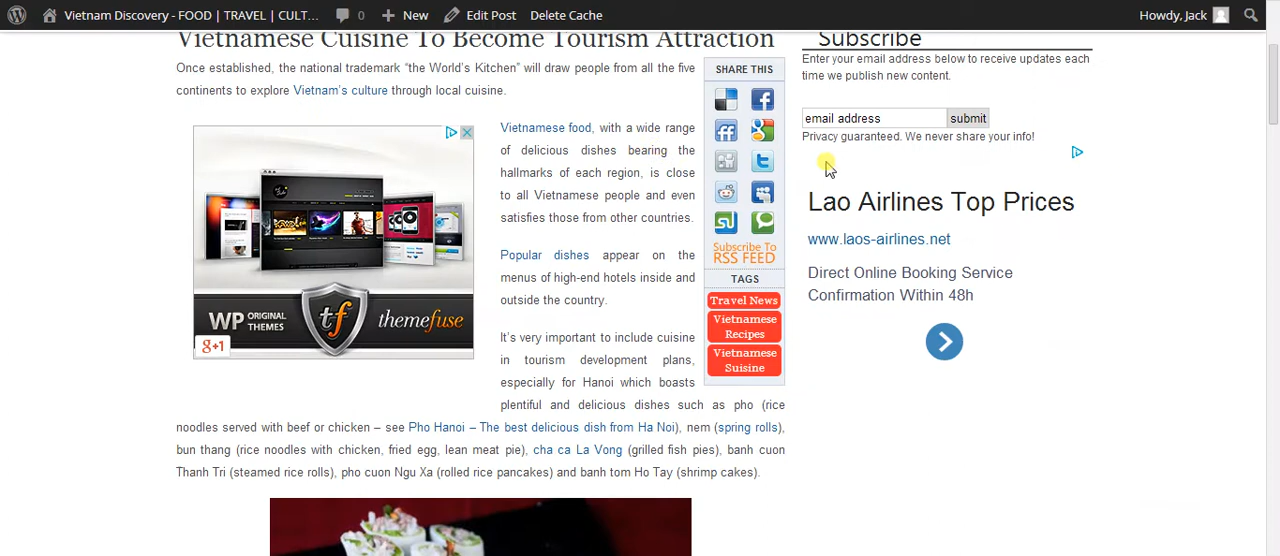 Vietnam Discovery - FOOD | TRAVEL | CULT...
0
New
Edit Post
Delete Cache
Howdy, Jack
Vietnamese Cuisine To Become Tourism Attraction
Once established, the national trademark “the World’s Kitchen” will draw people from all the five
continents to explore Vietnam’s culture through local cuisine.
WP ORIGINAL THEMES
tf
themefuse
g+1
Vietnamese food, with a wide range
of delicious dishes bearing the
hallmarks of each region, is close
to all Vietnamese people and even
satisfies those from other countries.
Popular dishes appear on the
menus of high-end hotels inside and
outside the country.
It’s very important to include cuisine
in tourism development plans,
especially for Hanoi which boasts
plentiful and delicious dishes such as pho (rice
noodles served with beef or chicken – see Pho Hanoi – The best delicious dish from Ha Noi), nem (spring rolls),
bun thang (rice noodles with chicken, fried egg, lean meat pie), cha ca La Vong (grilled fish pies), banh cuon
Thanh Tri (steamed rice rolls), pho cuon Ngu Xa (rolled rice pancakes) and banh tom Ho Tay (shrimp cakes).
SHARE THIS
Subscribe To
RSS FEED
TAGS
Travel News
Vietnamese
Recipes
Vietnamese
Suisine
Subscribe
Enter your email address below to receive updates each
time we publish new content.
email address
submit
Privacy guaranteed. We never share your info!
Lao Airlines Top Prices
www.laos-airlines.net
Direct Online Booking Service
Confirmation Within 48h